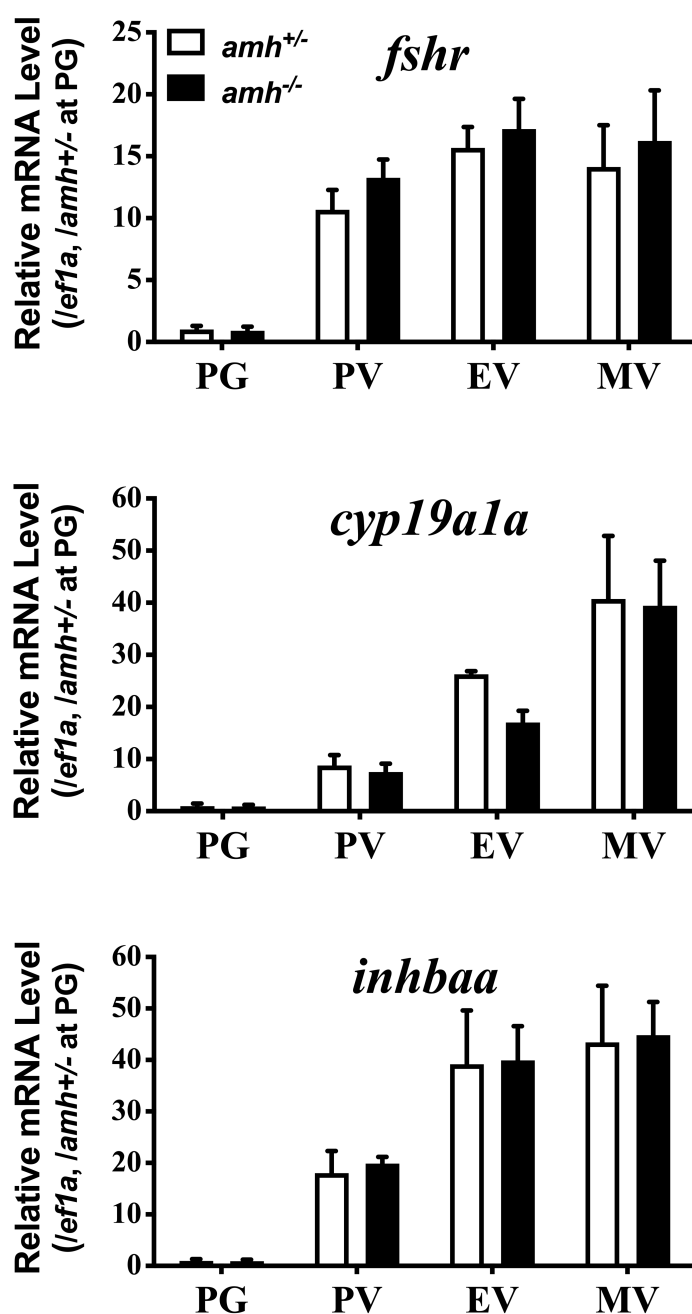 Relative mRNA Level
(/ef1a, /amh+/- at PG)
25
20
15
10
5
0
amh+/-
amh-/-
fshr
PG PV EV MV
Relative mRNA Level
(/ef1a, /amh+/- at PG)
60
50
40
30
20
10
0
cyp19a1a
PG PV EV MV
Relative mRNA Level
(/ef1a, /amh+/- at PG)
60
50
40
30
20
10
0
inhbaa
PG PV EV MV